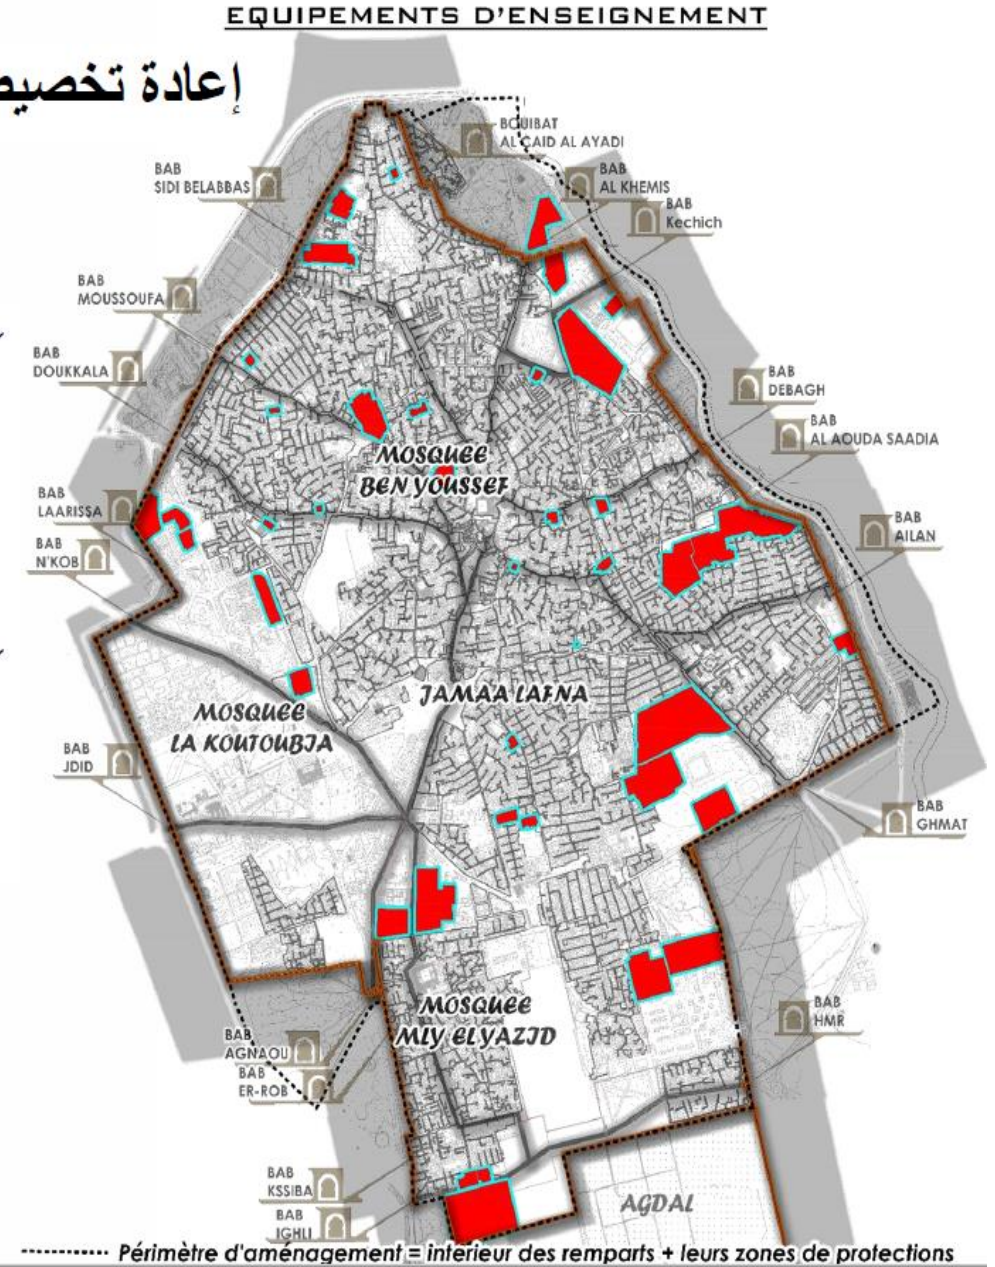 EQUIPEMENTS D'ENSEIGNEMENT
إعادة
BOUIBAT
AL CAID AL AYADI
BAB
SIDI BELABBAS
BAB
AL KHEMIS
BAB
Kechich
BAB
MOUSSOUFA
BAB
DOUKKALA
BAB
DEBAGH
BAB
AL AOUDA SAADIA
MOSQUEE
BEN YOUSSEF
BAB
LAARISSA
BAB
N'KOB
BAB
AILAN
JAMAA LAFNA
MOSQUEE
LA KOUTOUBIA
BAB
JDID
BAB
GHMAT
MOSQUEE
MLY EL YAZID
BAB
HMR
BAB
AGNAOU
BAB
ER-ROB
BAB
KSSIBA
BAB
IGHLI
AGDAL
Périmètre d'aménagement = interieur des remparts + leurs zones de protections